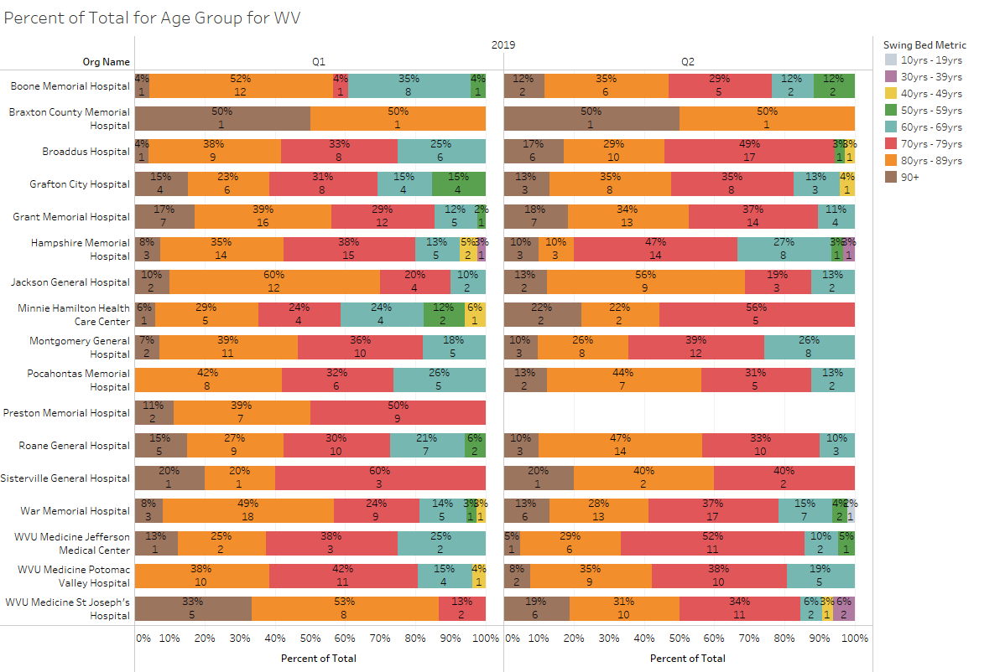 Percent of Total for Age Group for WV
2019
Org Name
Q1
Q2
Swing Bed Metric
10yrs - 19yrs
30yrs - 39yrs
40yrs - 49yrs
50yrs - 59yrs
60yrs - 69yrs
70yrs - 79yrs
80yrs - 89yrs
90+
Boone Memorial Hospital
4% 52% 4% 35% 4%
1 12 1 8 1
12% 35% 29% 12% 12%
2 6 5 2 2
Braxton County Memorial
Hospital
50% 50%
1 1
50% 50%
1 1
Broaddus Hospital
4% 38% 33% 25%
1 9 8 6
17% 29% 49% 3% 3%
6 10 17 1 1
Grafton City Hospital
15% 23% 31% 15% 15%
4 6 8 4 4
13% 35% 35% 13% 4%
3 8 8 3 1
Grant Memorial Hospital
17% 39% 29% 12% 2%
7 16 12 5 1
18% 34% 37% 11%
7 13 14 4
Hampshire Memorial
Hospital
8% 35% 38% 13% 5% 3%
3 14 15 5 2 1
10% 10% 47% 27% 3% 3%
3 3 14 8 1 1
Jackson General Hospital
10% 60% 20% 10%
2 12 4 2
13% 56% 19% 13%
2 9 3 2
Minnie Hamilton Health
Care Center
6% 29% 24% 24% 12% 6%
1 5 4 4 2 1
22% 22% 56%
2 2 5
Montgomery General
Hospital
7% 39% 36% 18%
2 11 10 5
10% 26% 39% 26%
3 8 12 8
Pocahontas Memorial
Hospital
42% 32% 26%
8 6 5
13% 44% 31% 13%
2 7 5 2
Preston Memorial Hospital
11% 39% 50%
2 7 9
Roane General Hospital
15% 27% 30% 21% 6%
5 9 10 7 2
10% 47% 33% 10%
3 14 10 3
Sisterville General Hospital
20% 20% 60%
1 1 3
20% 40% 40%
1 2 2
War Memorial Hospital
8% 49% 24% 14% 3% 3%
3 18 9 5 1 1
13% 28% 37% 15% 4% 2%
6 13 17 7 2 1
WVU Medicine Jefferson
Medical Center
13% 25% 38% 25%
1 2 3 2
5% 29% 52% 10% 5%
1 6 11 2 1
WVU Medicine Potomac
Valley Hospital
38% 42% 15% 4%
10 11 4 1
8% 35% 38% 19%
2 9 10 5
WVU Medicine St Joseph's
Hospital
33% 53% 13%
5 8 2
19% 31% 34% 6% 3% 6%
6 10 11 2 1 2
0% 10% 20% 30% 40% 50% 60% 70% 80% 90% 100%
0% 10% 20% 30% 40% 50% 60% 70% 80% 90% 100%
Percent of Total
Percent of Total